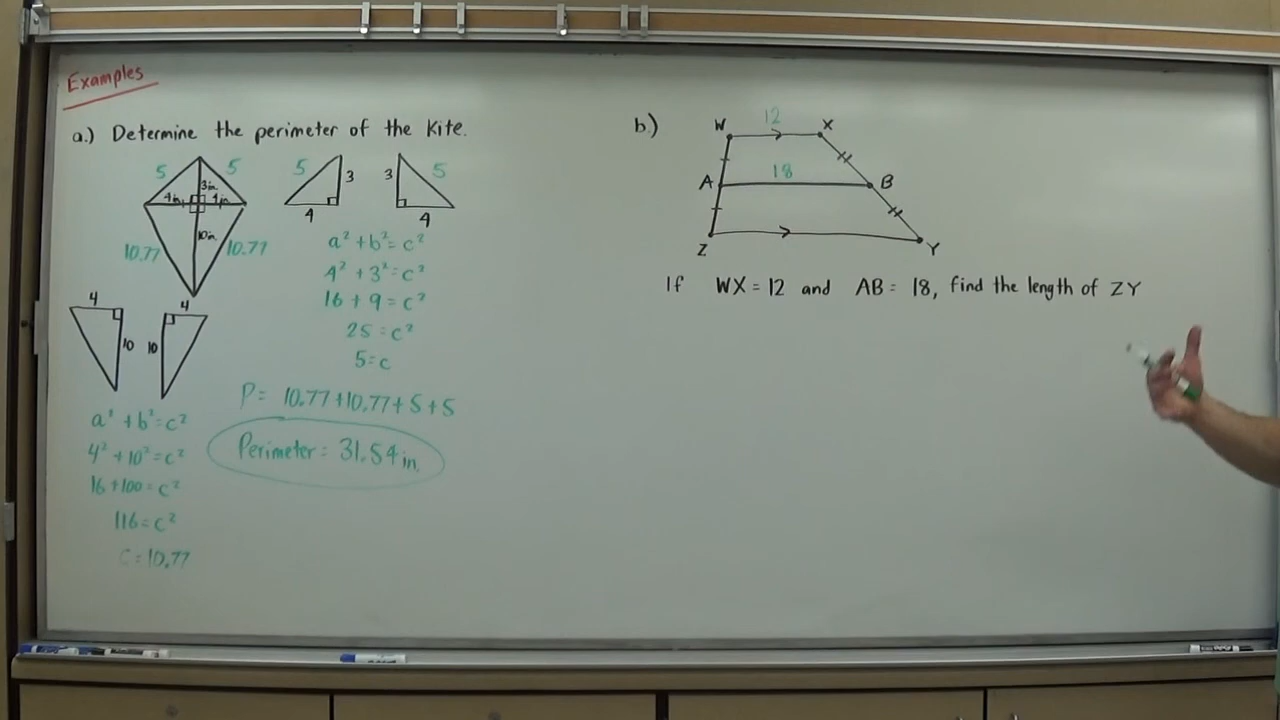 Examples
a.) Determine the perimeter of the kite.
5 5
3in.
4in. 4in.
10in.
10.77 10.77
5 3
4
3 5
4
a² + b² = c²
4² + 3² = c²
16 + 9 = c²
25 = c²
5 = c
4
10
4
10
a² + b² = c²
4² + 10² = c²
16 + 100 = c²
116 = c²
C = 10.77
P = 10.77 + 10.77 + 5 + 5
Perimeter = 31.54 in.
b)
W 12 X
A 18 B
Z Y
If WX = 12 and AB = 18, find the length of ZY